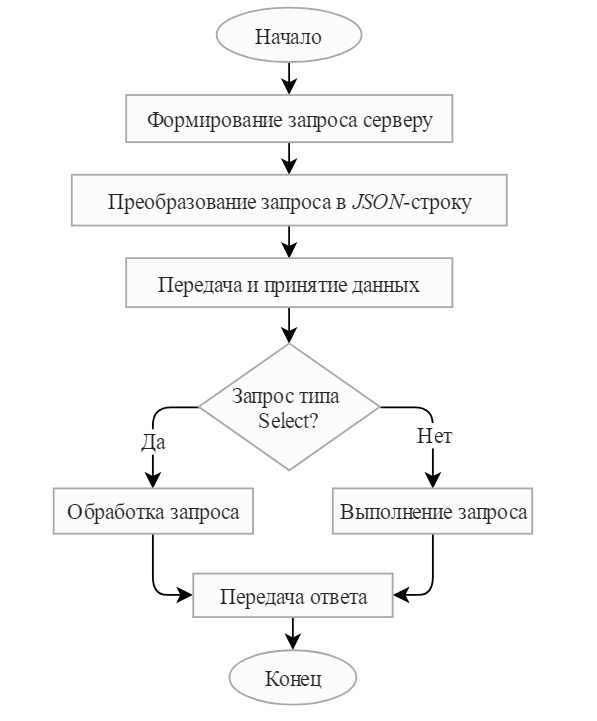 Начало
Формирование запроса серверу
Преобразование запроса в JSON-строку
Передача и принятие данных
Запрос типа
Select?
Да
Нет
Обработка запроса
Выполнение запроса
Передача ответа
Конец